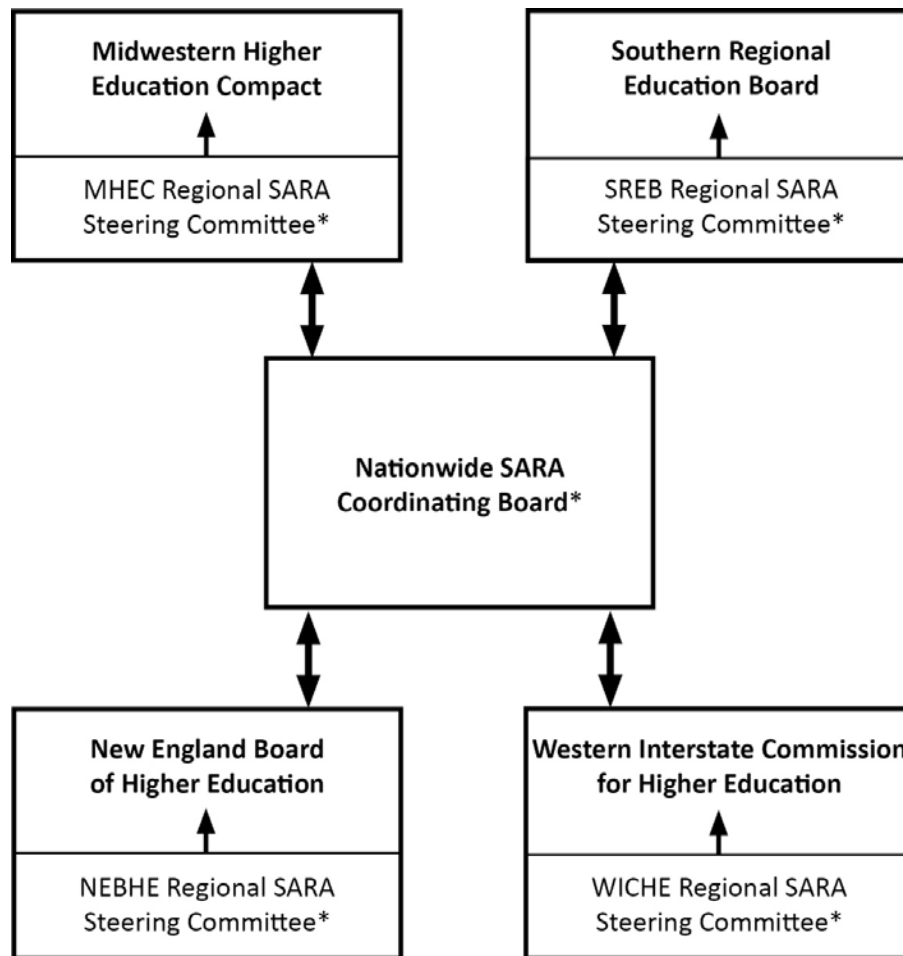 Midwestern Higher
Education Compact
MHEC Regional SARA
Steering Committee*
Southern Regional
Education Board
SREB Regional SARA
Steering Committee*
Nationwide SARA
Coordinating Board*
New England Board
of Higher Education
NEBHE Regional SARA
Steering Committee*
Western Interstate Commission
for Higher Education
WICHE Regional SARA
Steering Committee*